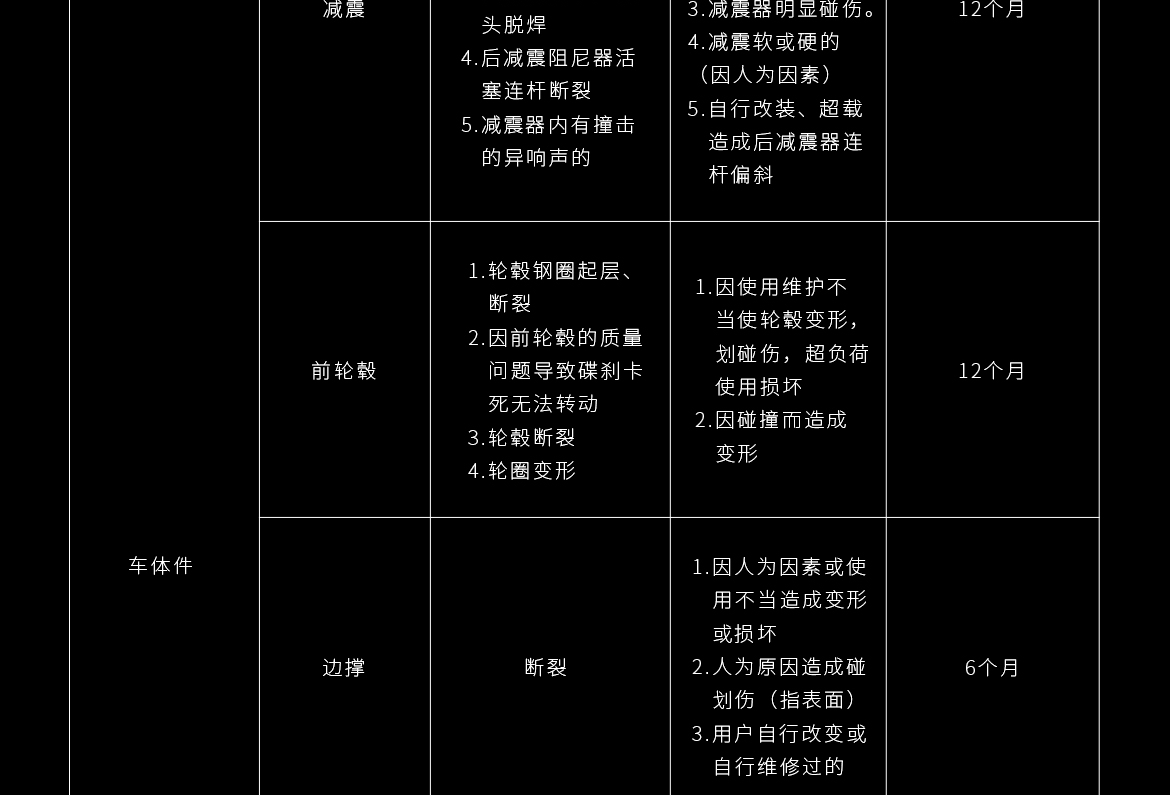 减震
头脱焊
4.后减震阻尼器活
塞连杆断裂
5.减震器内有撞击
的异响声的
3.减震器明显碰伤。
4.减震软或硬的
（因人为因素）
5.自行改装、超载
造成后减震器连
杆偏斜
12个月
车体件
前轮毂
1.轮毂钢圈起层、
断裂
2.因前轮毂的质量
问题导致碟刹卡
死无法转动
3.轮毂断裂
4.轮圈变形
1.因使用维护不
当使轮毂变形，
划碰伤，超负荷
使用损坏
2.因碰撞而造成
变形
12个月
边撑
断裂
1.因人为因素或使
用不当造成变形
或损坏
2.人为原因造成碰
划伤（指表面）
3.用户自行改变或
自行维修过的
6个月